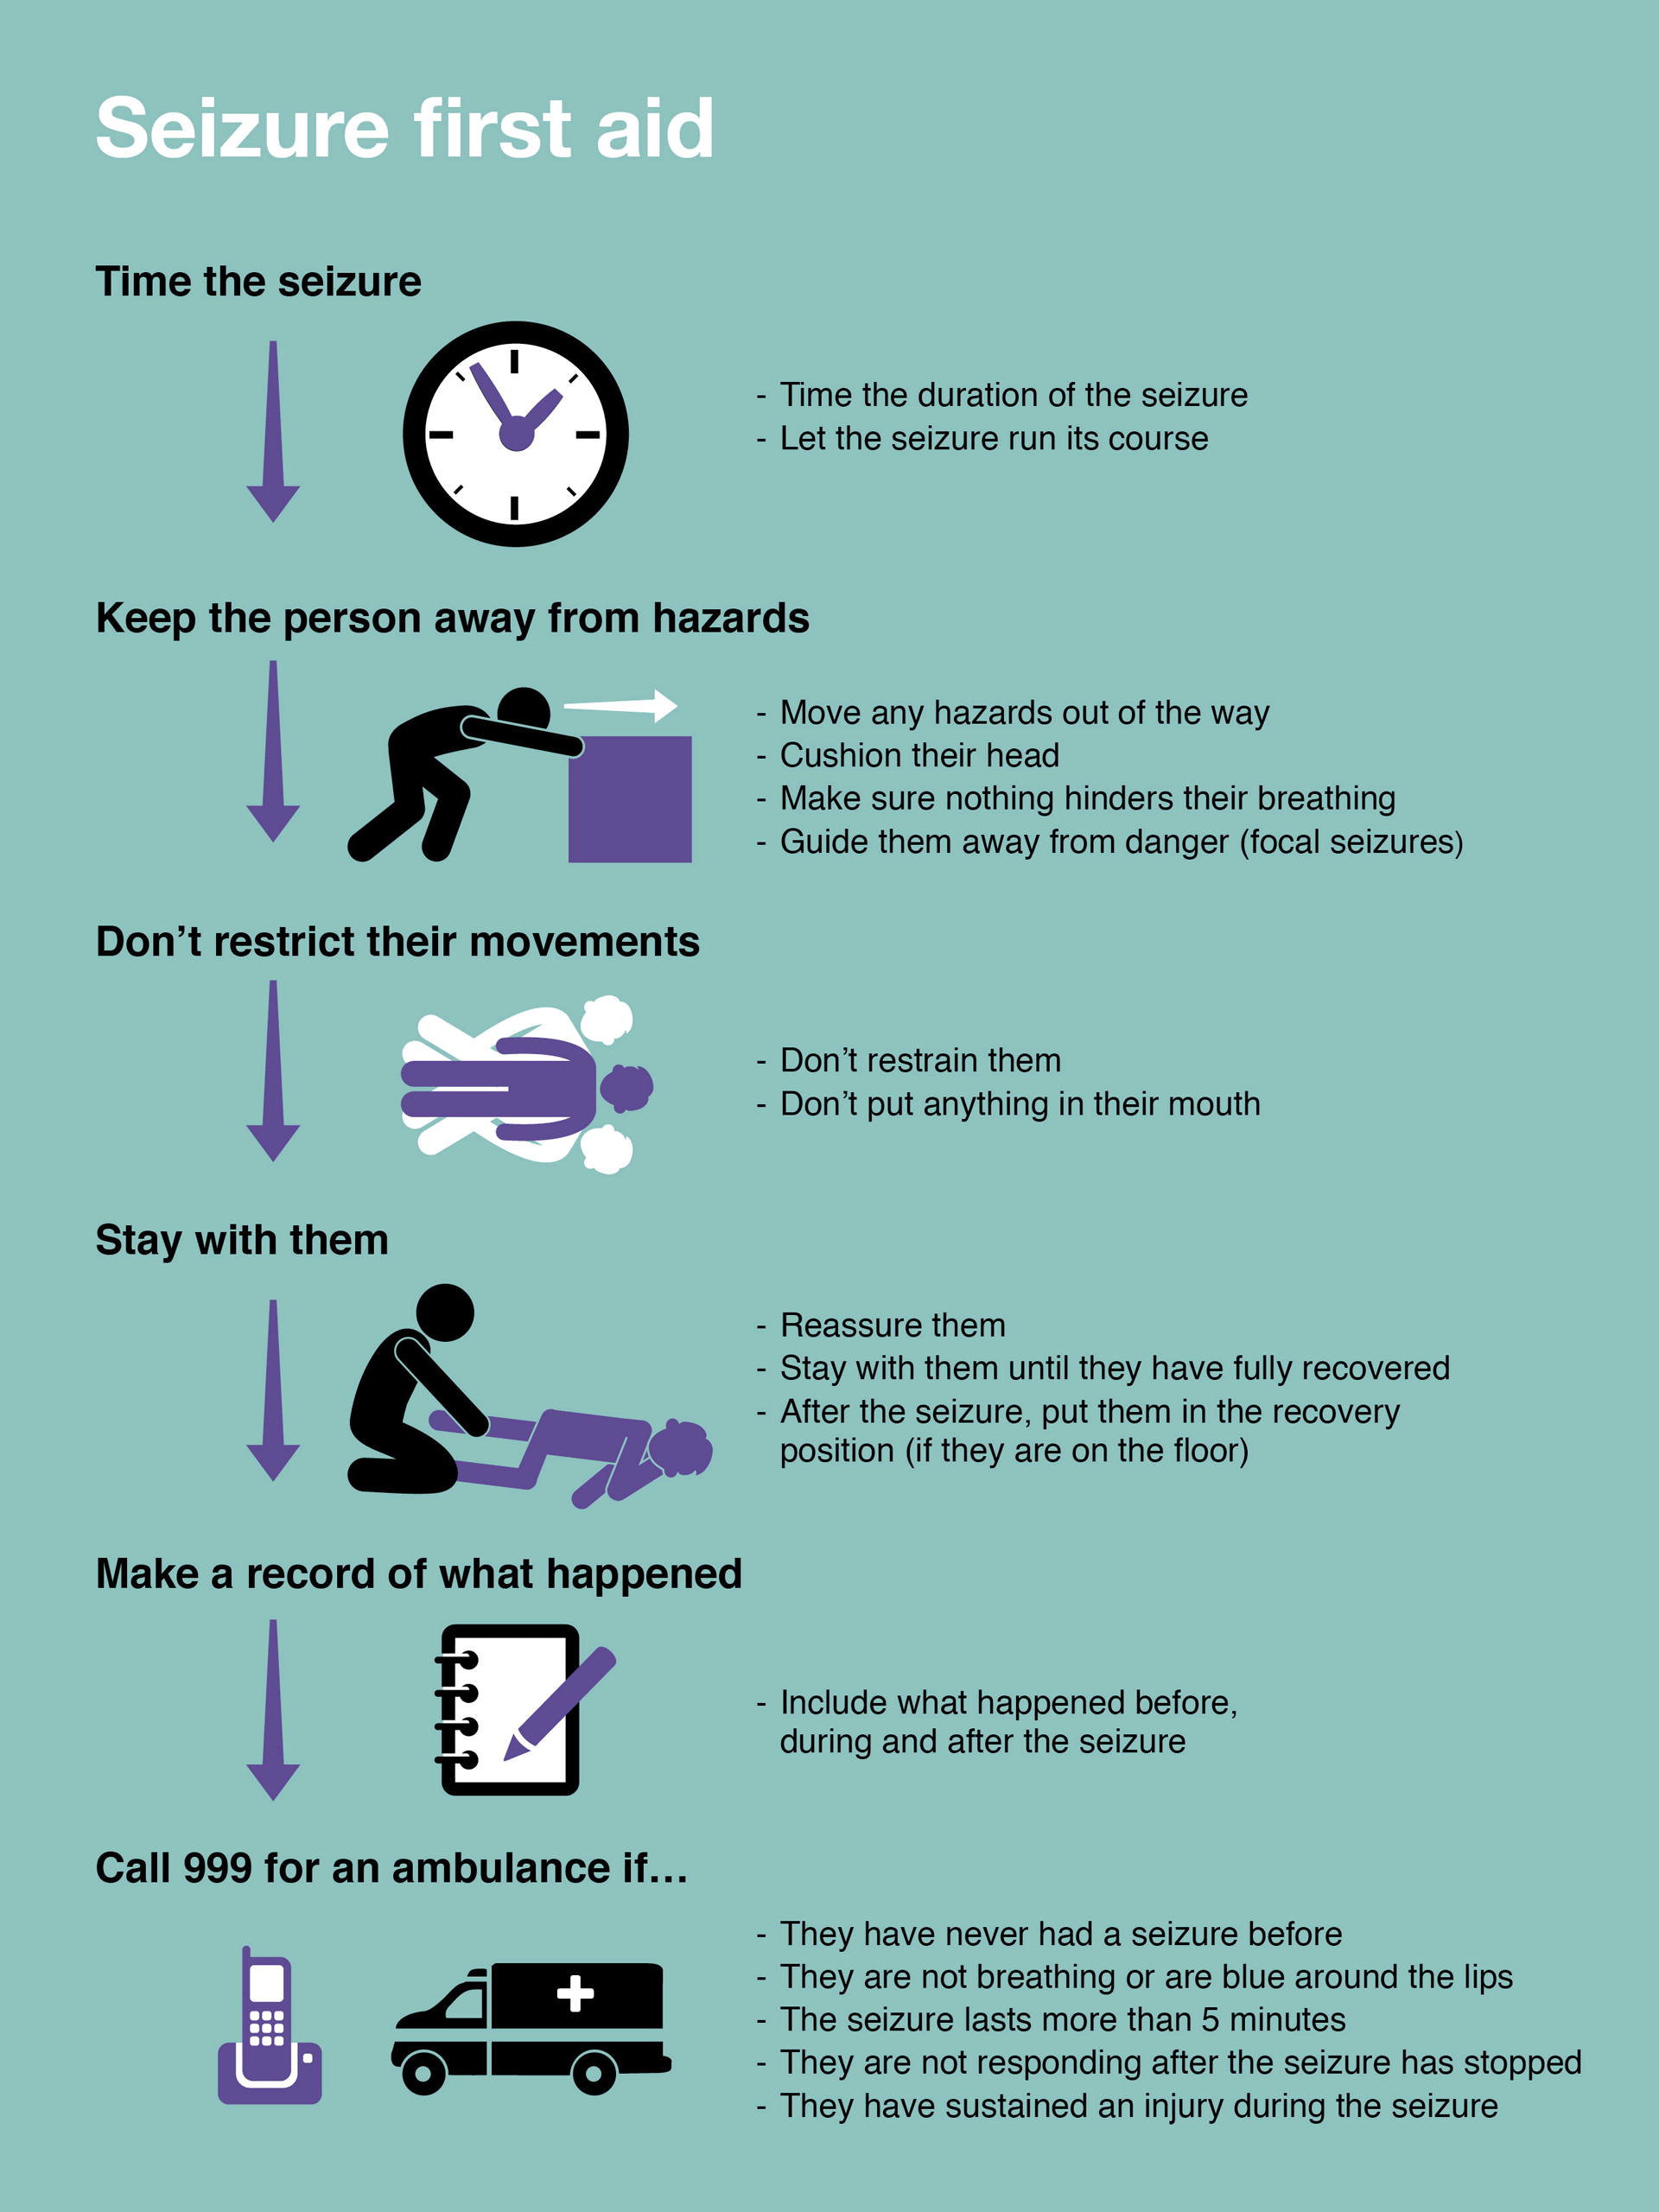 Seizure first aid
Time the seizure
- Time the duration of the seizure
- Let the seizure run its course
Keep the person away from hazards
- Move any hazards out of the way
- Cushion their head
- Make sure nothing hinders their breathing
- Guide them away from danger (focal seizures)
Don’t restrict their movements
- Don’t restrain them
- Don’t put anything in their mouth
Stay with them
- Reassure them
- Stay with them until they have fully recovered
- After the seizure, put them in the recovery
position (if they are on the floor)
Make a record of what happened
- Include what happened before,
during and after the seizure
Call 999 for an ambulance if…
- They have never had a seizure before
- They are not breathing or are blue around the lips
- The seizure lasts more than 5 minutes
- They are not responding after the seizure has stopped
- They have sustained an injury during the seizure